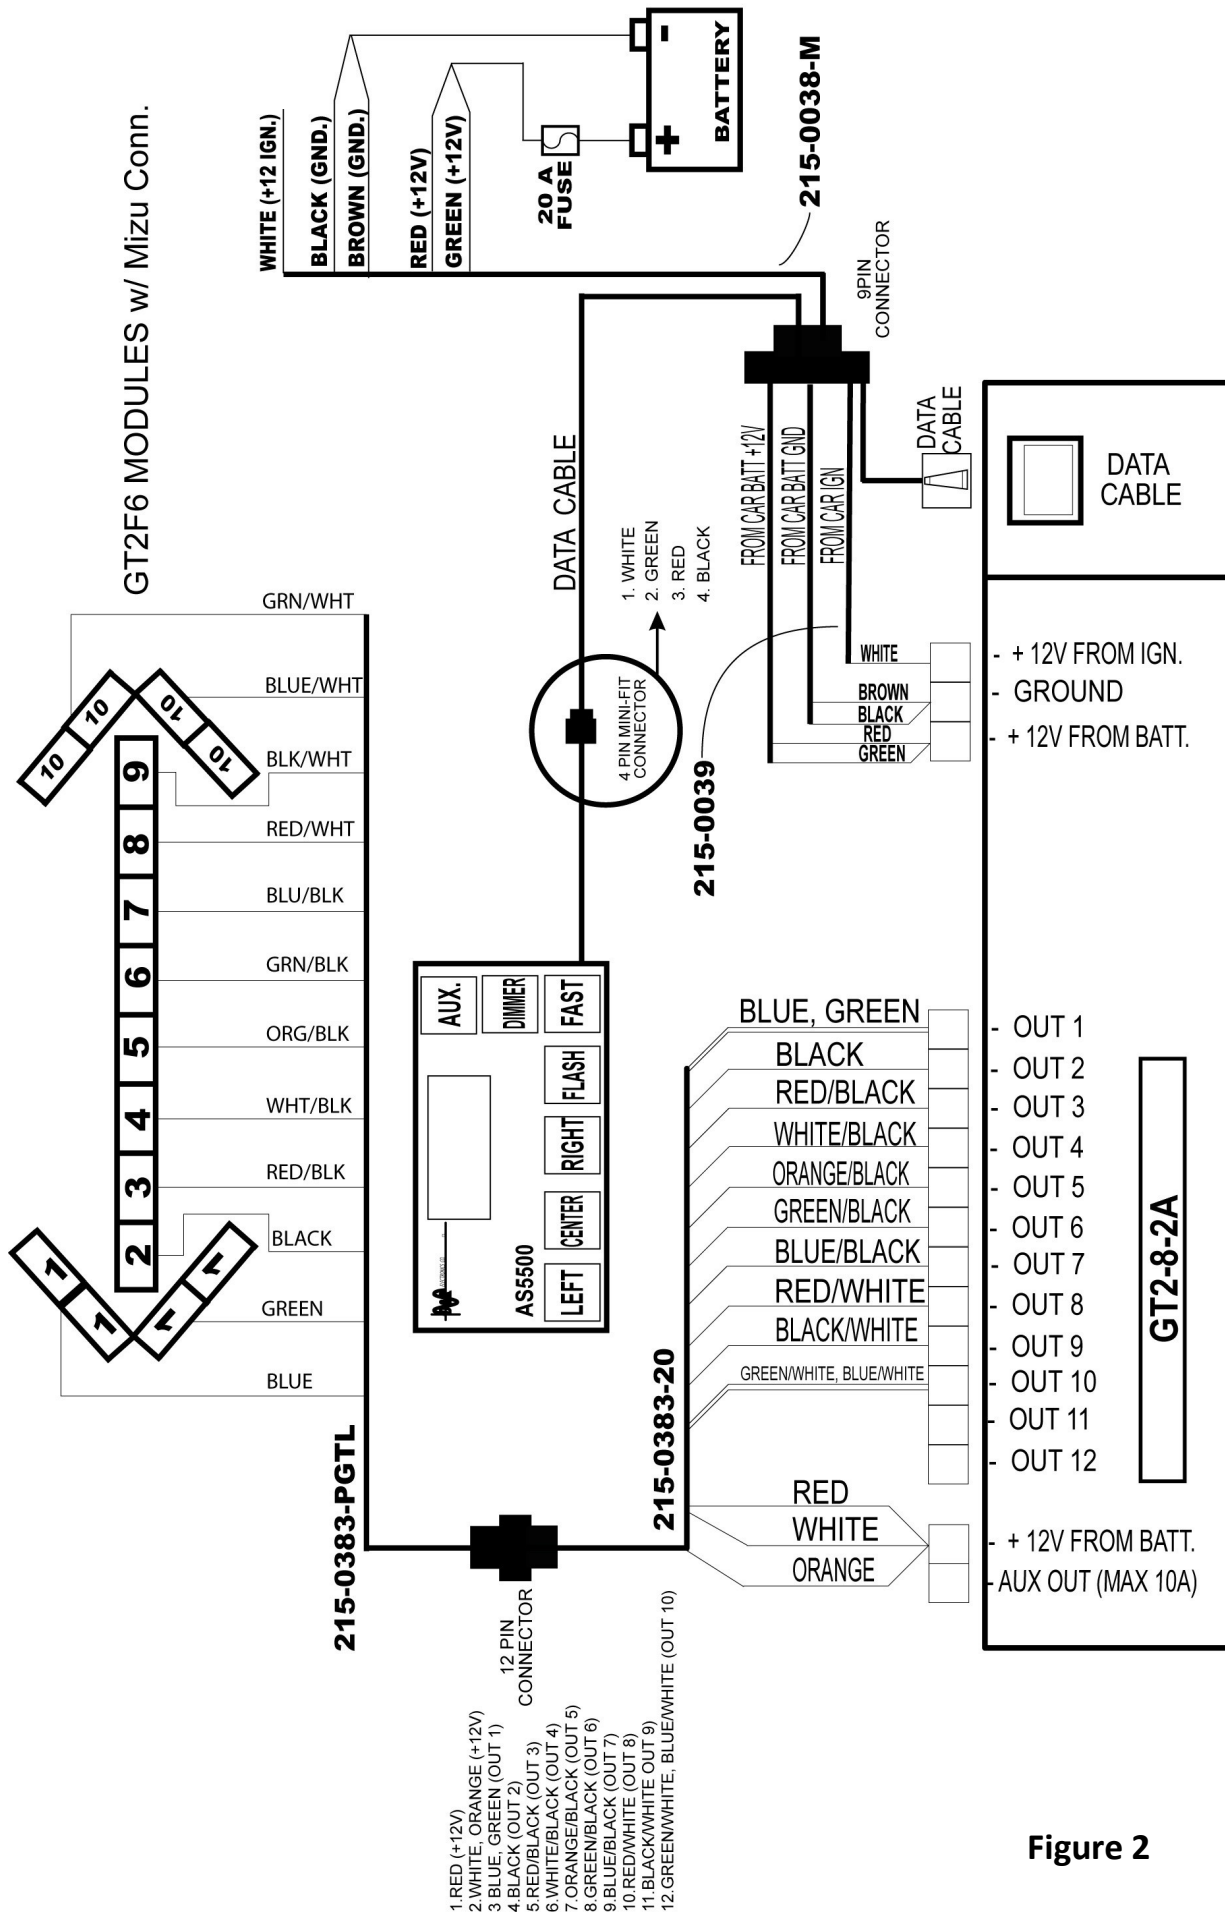 GT2F6 MODULES w/ Mizu Conn.
WHITE (+12 IGN.)
BLACK (GND.)
BROWN (GND.)
RED (+12V)
GREEN (+12V)
20 A
FUSE
-
+
BATTERY
215-0038-M
9PIN
CONNECTOR
1
1
1
1
2
3
4
5
6
7
8
9
10
10
10
10
BLUE
GREEN
BLACK
RED/BLK
WHT/BLK
ORG/BLK
GRN/BLK
BLU/BLK
RED/WHT
BLK/WHT
BLUE/WHT
GRN/WHT
215-0383-PGTL
AS5500
AUX.
DIMMER
LEFT
CENTER
RIGHT
FLASH
FAST
DATA CABLE
4 PIN MINI-FIT
CONNECTOR
1. WHITE
2. GREEN
3. RED
4. BLACK
12 PIN
CONNECTOR
1.RED (+12V)
2.WHITE, ORANGE (+12V)
3 BLUE, GREEN (OUT 1)
4.BLACK (OUT 2)
5.RED/BLACK (OUT 3)
6.WHITE/BLACK (OUT 4)
7.ORANGE/BLACK (OUT 5)
8.GREEN/BLACK (OUT 6)
9.BLUE/BLACK (OUT 7)
10.RED/WHITE (OUT 8)
11.BLACK/WHITE OUT 9)
12.GREEN/WHITE, BLUE/WHITE (OUT 10)
215-0383-20
215-0039
FROM CAR BATT +12V
FROM CAR BATT GND
FROM CAR IGN
DATA
CABLE
DATA
CABLE
WHITE
BROWN
BLACK
RED
GREEN
- + 12V FROM IGN.
- GROUND
- + 12V FROM BATT.
BLUE, GREEN
BLACK
RED/BLACK
WHITE/BLACK
ORANGE/BLACK
GREEN/BLACK
BLUE/BLACK
RED/WHITE
BLACK/WHITE
GREEN/WHITE, BLUE/WHITE
RED
WHITE
ORANGE
- OUT 1
- OUT 2
- OUT 3
- OUT 4
- OUT 5
- OUT 6
- OUT 7
- OUT 8
- OUT 9
- OUT 10
- OUT 11
- OUT 12
- + 12V FROM BATT.
- AUX OUT (MAX 10A)
GT2-8-2A
Figure 2